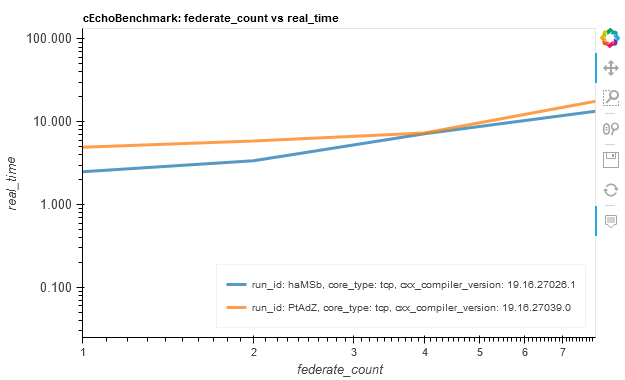 cEchoBenchmark: federate_count vs real_time
100.000
10.000
1.000
0.100
real_time
run_id: haMSb, core_type: tcp, cxx_compiler_version: 19.16.27026.1
run_id: PtAdZ, core_type: tcp, cxx_compiler_version: 19.16.27039.0
1 2 3 4 5 6 7
federate_count